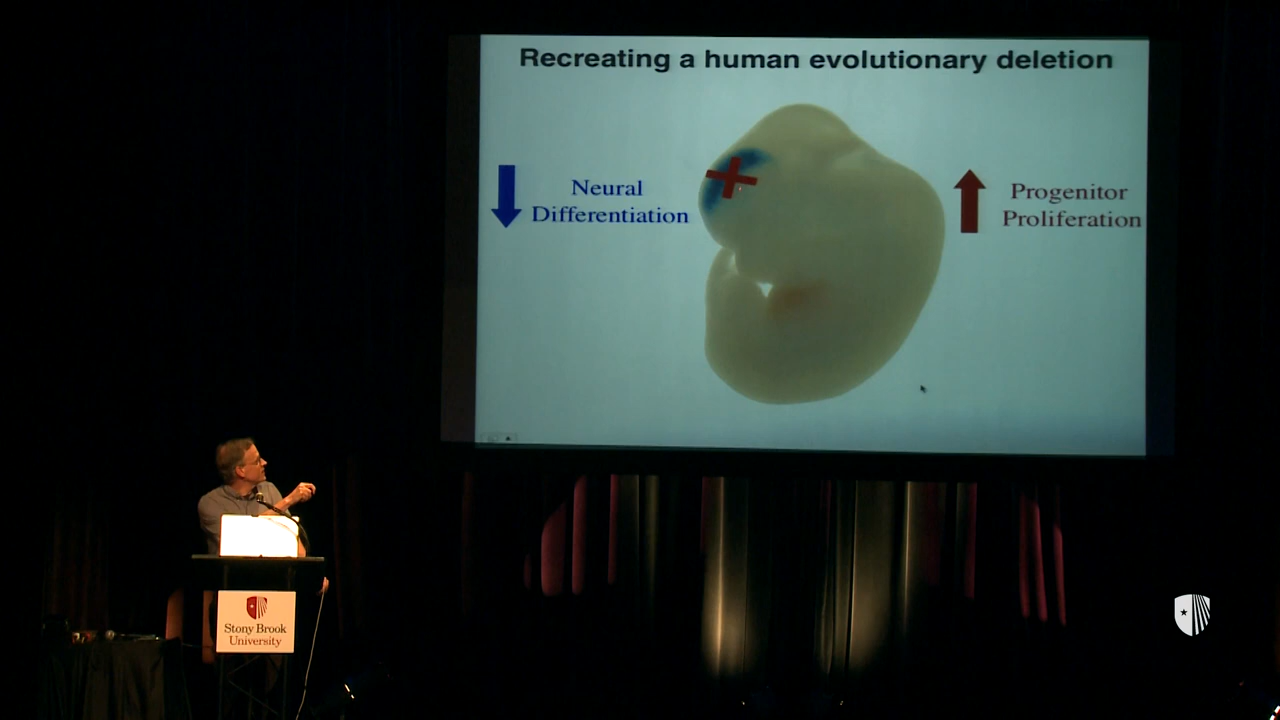 Recreating a human evolutionary deletion
Neural
Differentiation
Progenitor
Proliferation
Stony Brook
University